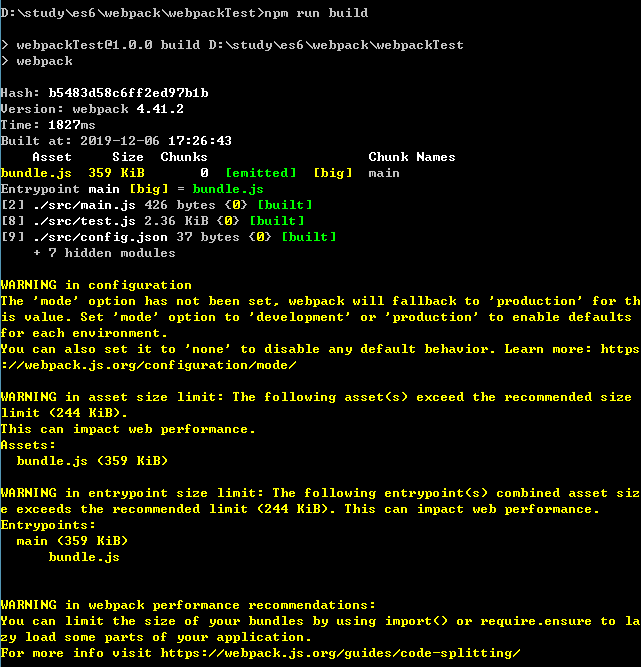 D:\study\es6\webpack\webpackTest>npm run build
> webpackTest@1.0.0 build D:\study\es6\webpack\webpackTest
> webpack
Hash: b5483d58c6ff2ed97b1b
Version: webpack 4.41.2
Time: 1827ms
Built at: 2019-12-06 17:26:43
    Asset     Size  Chunks                    Chunk Names
bundle.js  359 KiB       0  [emitted]  [big]  main
Entrypoint main [big] = bundle.js
[2] ./src/main.js 426 bytes {0} [built]
[8] ./src/test.js 2.36 KiB {0} [built]
[9] ./src/config.json 37 bytes {0} [built]
    + 7 hidden modules
WARNING in configuration
The 'mode' option has not been set, webpack will fallback to 'production' for th
is value. Set 'mode' option to 'development' or 'production' to enable defaults
for each environment.
You can also set it to 'none' to disable any default behavior. Learn more: https
://webpack.js.org/configuration/mode/
WARNING in asset size limit: The following asset(s) exceed the recommended size
limit (244 KiB).
This can impact web performance.
Assets:
  bundle.js (359 KiB)
WARNING in entrypoint size limit: The following entrypoint(s) combined asset siz
e exceeds the recommended limit (244 KiB). This can impact web performance.
Entrypoints:
  main (359 KiB)
      bundle.js
WARNING in webpack performance recommendations:
You can limit the size of your bundles by using import() or require.ensure to la
zy load some parts of your application.
For more info visit https://webpack.js.org/guides/code-splitting/